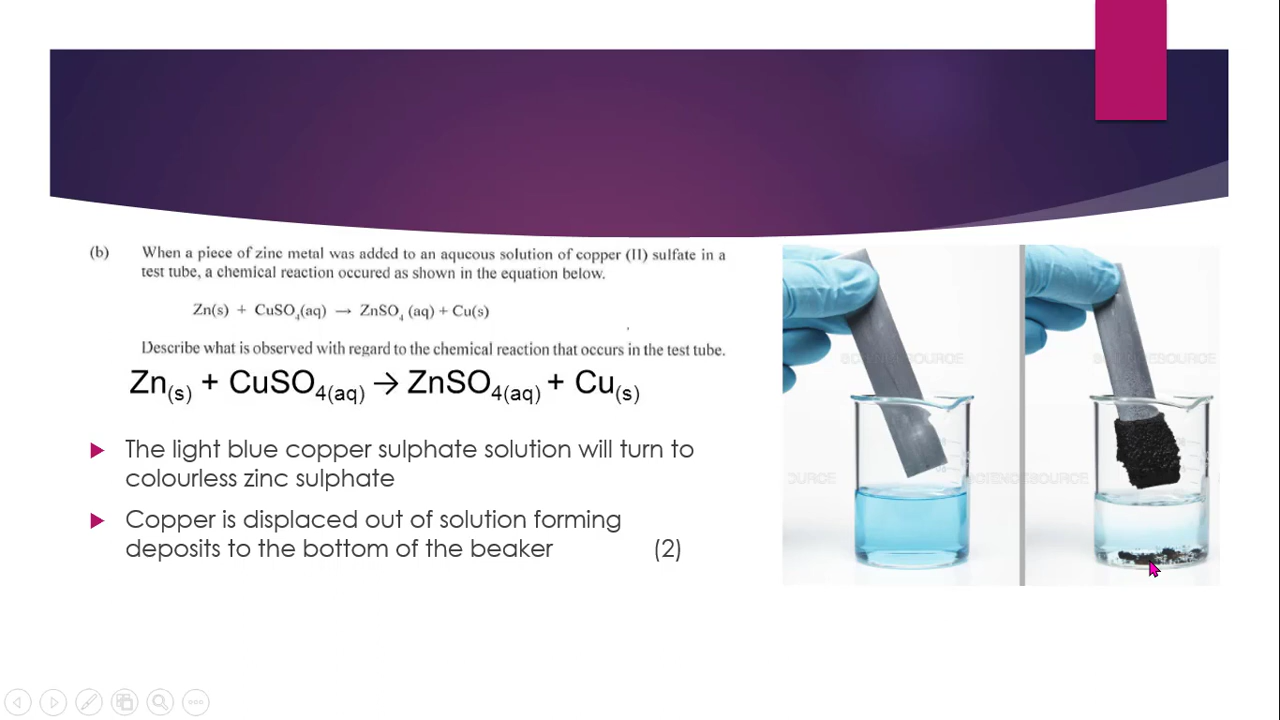 (b) When a piece of zinc metal was added to an aqueous solution of copper (II) sulfate in a
test tube, a chemical reaction occured as shown in the equation below.
Zn(s) + CuSO₄(aq) → ZnSO₄ (aq) + Cu(s)
Describe what is observed with regard to the chemical reaction that occurs in the test tube.
Zn(s) + CuSO₄(aq) → ZnSO₄(aq) + Cu(s)
The light blue copper sulphate solution will turn to
colourless zinc sulphate
Copper is displaced out of solution forming
deposits to the bottom of the beaker (2)